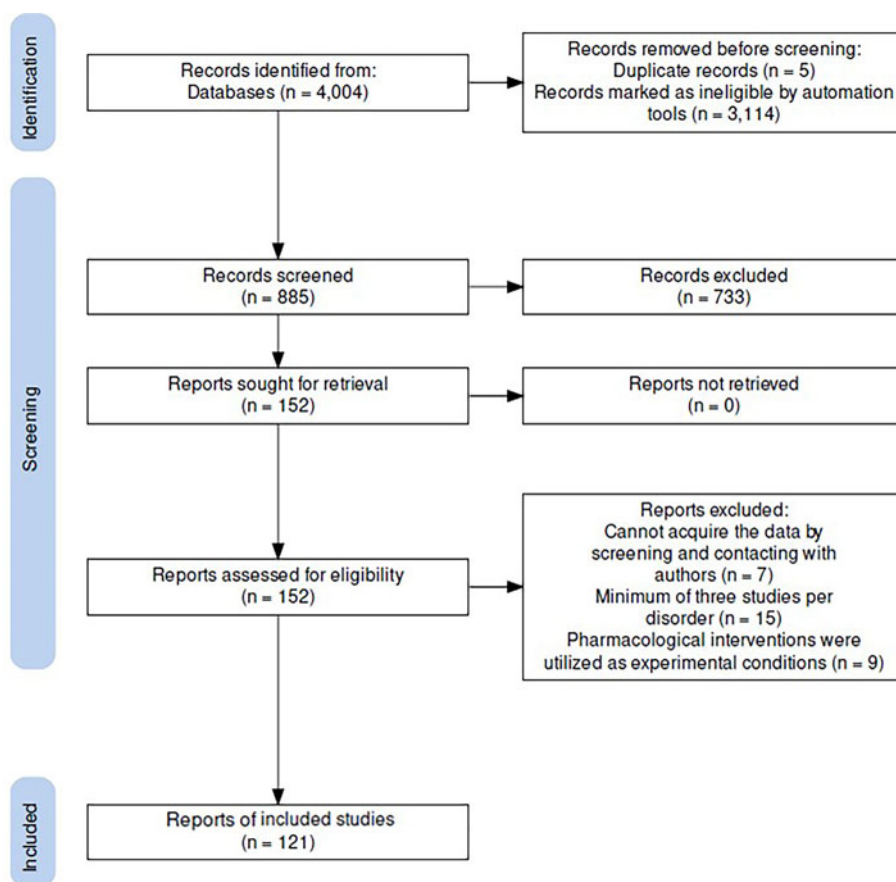 Identification
Records identified from:
Databases (n = 4,004)
Records removed before screening:
Duplicate records (n = 5)
Records marked as ineligible by automation
tools (n = 3,114)
Screening
Records screened
(n = 885)
Records excluded
(n = 733)
Reports sought for retrieval
(n = 152)
Reports not retrieved
(n = 0)
Reports assessed for eligibility
(n = 152)
Reports excluded:
Cannot acquire the data by
screening and contacting with
authors (n = 7)
Minimum of three studies per
disorder (n = 15)
Pharmacological interventions were
utilized as experimental conditions (n = 9)
Included
Reports of included studies
(n = 121)